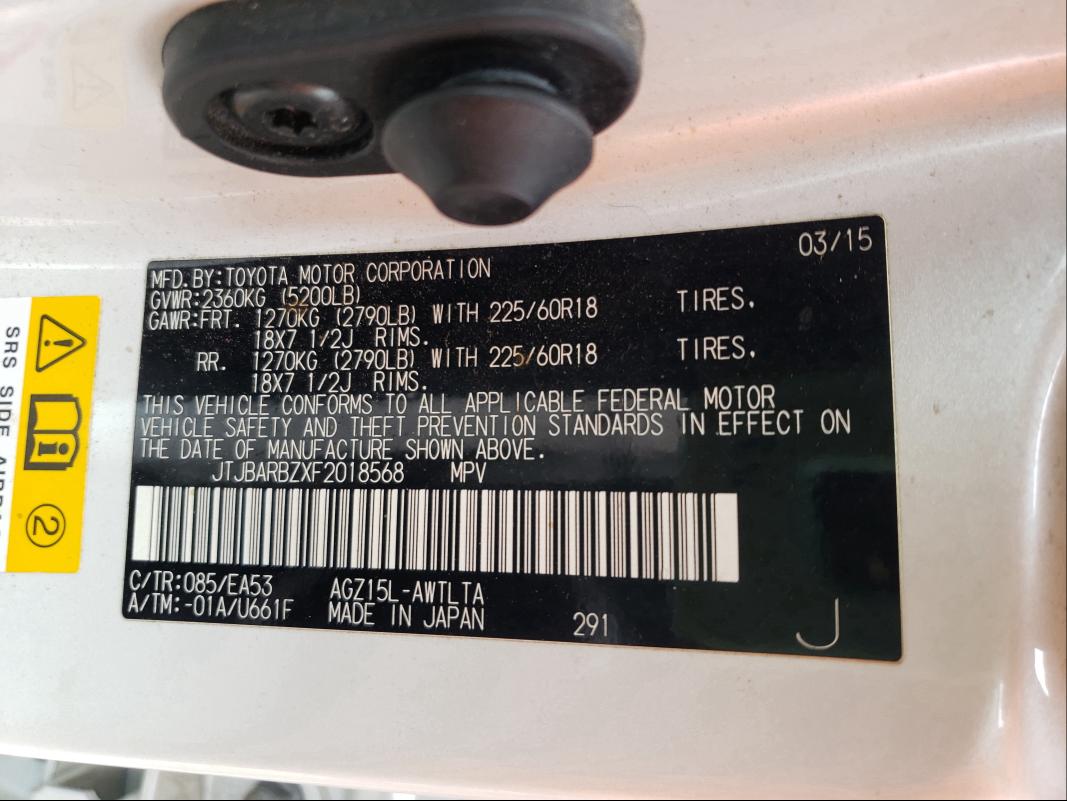 03/15
MFD.BY:TOYOTA MOTOR CORPORATION
GVWR:2360KG (5200LB)
GAWR:FRT. 1270KG (2790LB) WITH 225/60R18 TIRES.
18X7 1/2J RIMS.
RR. 1270KG (2790LB) WITH 225/60R18 TIRES.
18X7 1/2J RIMS.
THIS VEHICLE CONFORMS TO ALL APPLICABLE FEDERAL MOTOR
VEHICLE SAFETY AND THEFT PREVENTION STANDARDS IN EFFECT ON
THE DATE OF MANUFACTURE SHOWN ABOVE.
JTJBARBZXF2018568 MPV
C/TR:085/EA53 AGZ15L-AWTLTA
A/TM:-01A/U661F MADE IN JAPAN 291 J
SRS SIDE
2